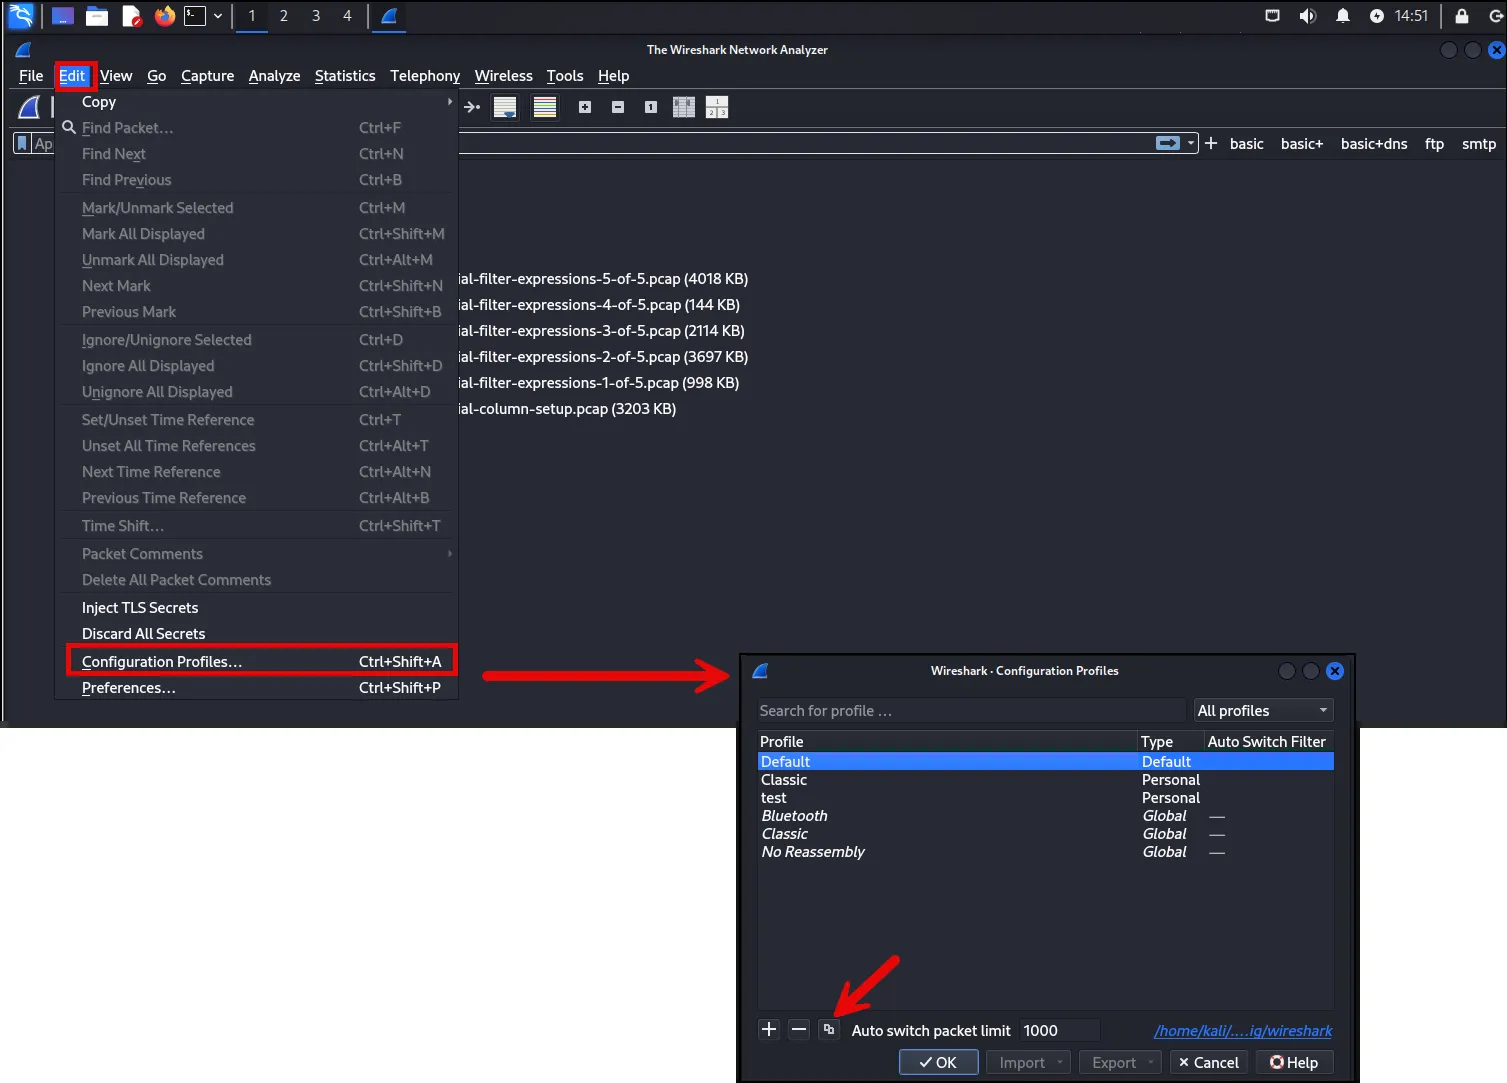 1 2 3 4 14:51
The Wireshark Network Analyzer
File Edit View Go Capture Analyze Statistics Telephony Wireless Tools Help
Copy
Find Packet… Ctrl+F
Ap basic basic+ basic+dns ftp smtp
Find Next Ctrl+N
Find Previous Ctrl+B
Mark/Unmark Selected Ctrl+M
Mark All Displayed Ctrl+Shift+M
Unmark All Displayed Ctrl+Alt+M
Next Mark Ctrl+Shift+N
Previous Mark Ctrl+Shift+B
Ignore/Unignore Selected Ctrl+D
Ignore All Displayed Ctrl+Shift+D
Unignore All Displayed Ctrl+Alt+D
Set/Unset Time Reference Ctrl+T
Unset All Time References Ctrl+Alt+T
Next Time Reference Ctrl+Alt+N
Previous Time Reference Ctrl+Alt+B
Time Shift… Ctrl+Shift+T
Packet Comments
Delete All Packet Comments
Inject TLS Secrets
Discard All Secrets
Configuration Profiles… Ctrl+Shift+A
Preferences… Ctrl+Shift+P
ial-filter-expressions-5-of-5.pcap (4018 KB)
ial-filter-expressions-4-of-5.pcap (144 KB)
ial-filter-expressions-3-of-5.pcap (2114 KB)
ial-filter-expressions-2-of-5.pcap (3697 KB)
ial-filter-expressions-1-of-5.pcap (998 KB)
ial-column-setup.pcap (3203 KB)
Wireshark · Configuration Profiles
Search for profile … All profiles
Profile Type Auto Switch Filter
Default Default
Classic Personal
test Personal
Bluetooth Global —
Classic Global —
No Reassembly Global —
Auto switch packet limit 1000 /home/kali/.…ig/wireshark
OK Import Export Cancel Help